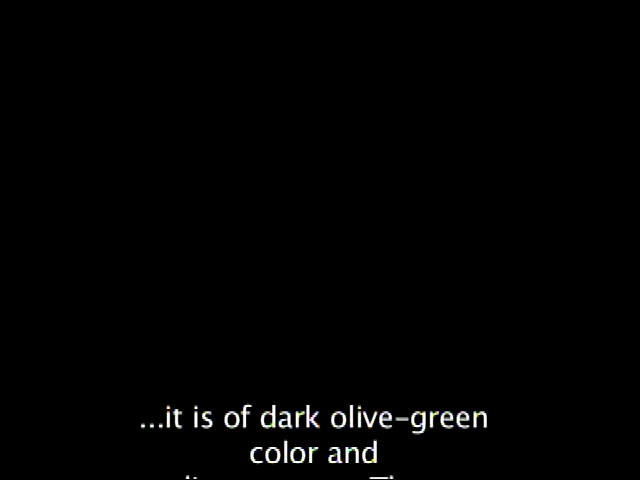 ...it is of dark olive-green
color and